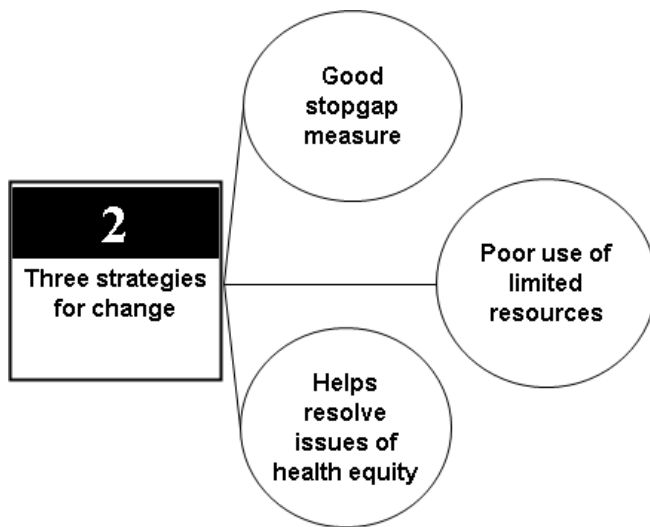 Good
stopgap
measure
2
Three strategies
for change
Poor use of
limited
resources
Helps
resolve
issues of
health equity